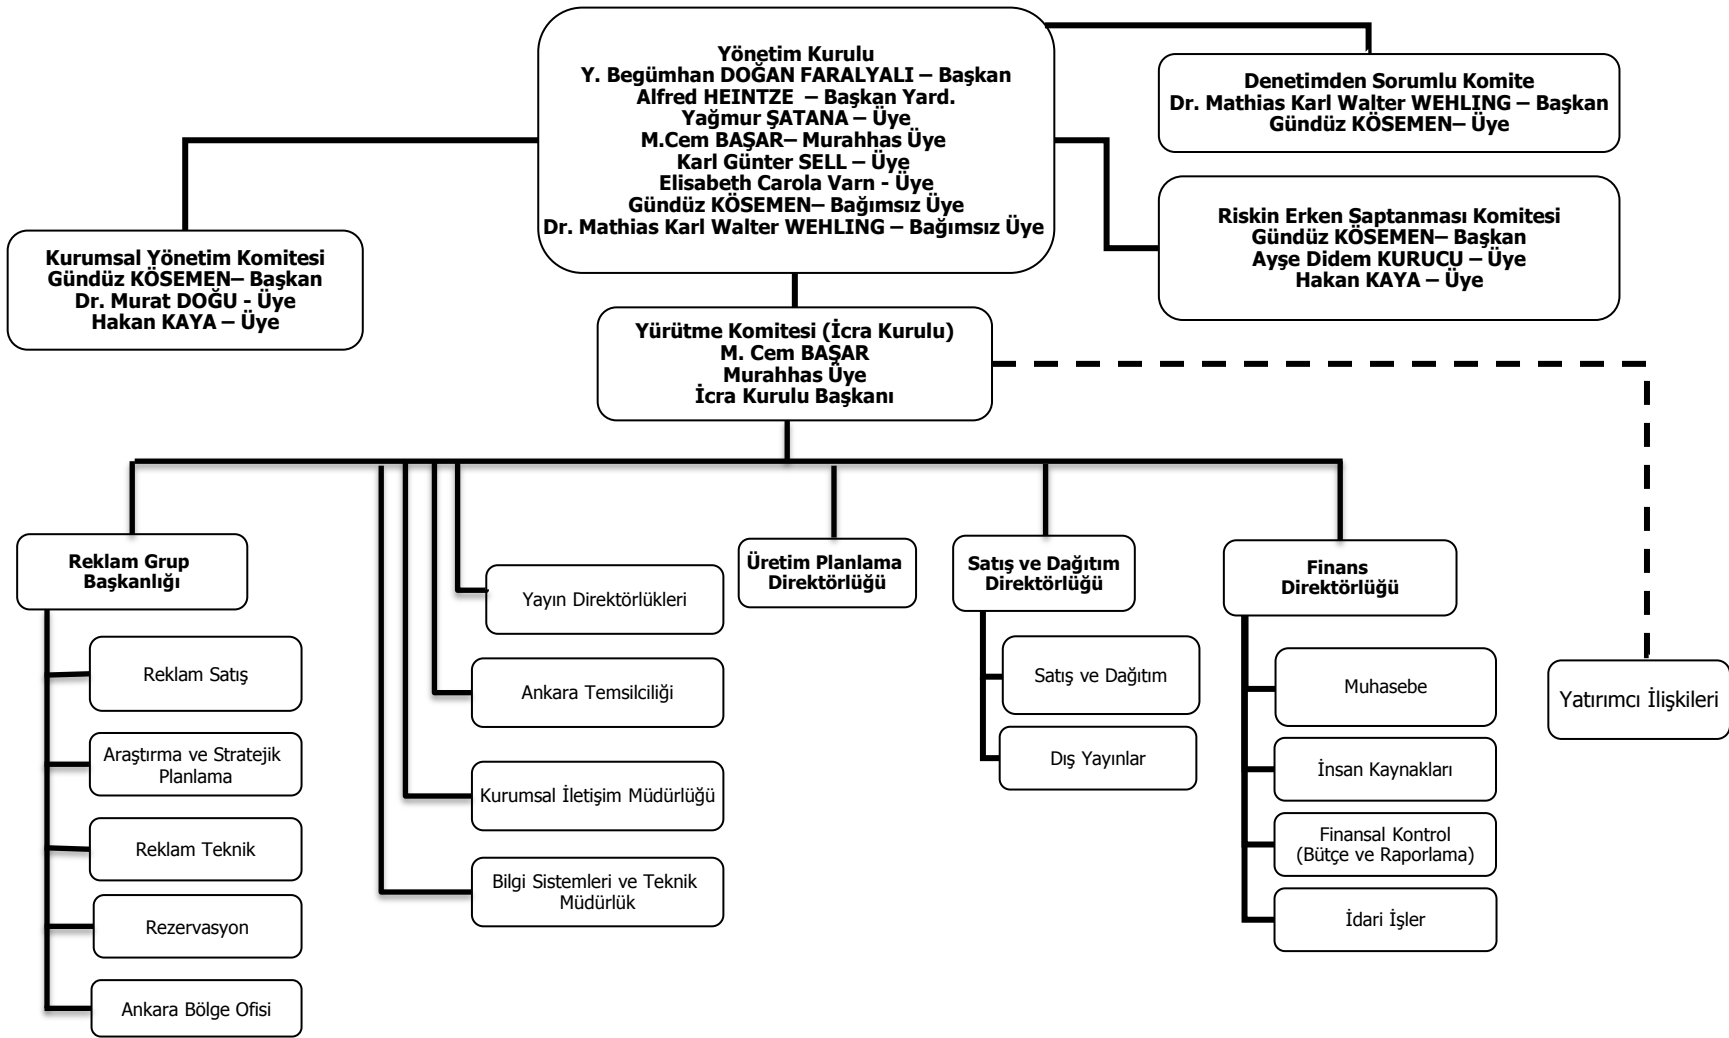 Yönetim Kurulu
Y. Begümhan DOĞAN FARALYALI – Başkan
Alfred HEINTZE – Başkan Yard.
Yağmur ŞATANA – Üye
M.Cem BAŞAR– Murahhas Üye
Karl Günter SELL – Üye
Elisabeth Carola Varn - Üye
Gündüz KÖSEMEN– Bağımsız Üye
Dr. Mathias Karl Walter WEHLING – Bağımsız Üye
Denetimden Sorumlu Komite
Dr. Mathias Karl Walter WEHLING – Başkan
Gündüz KÖSEMEN– Üye
Riskin Erken Saptanması Komitesi
Gündüz KÖSEMEN– Başkan
Ayşe Didem KURUCU – Üye
Hakan KAYA – Üye
Kurumsal Yönetim Komitesi
Gündüz KÖSEMEN– Başkan
Dr. Murat DOĞU - Üye
Hakan KAYA – Üye
Yürütme Komitesi (İcra Kurulu)
M. Cem BAŞAR
Murahhas Üye
İcra Kurulu Başkanı
Reklam Grup
Başkanlığı
Reklam Satış
Araştırma ve Stratejik
Planlama
Reklam Teknik
Rezervasyon
Ankara Bölge Ofisi
Yayın Direktörlükleri
Ankara Temsilciliği
Kurumsal İletişim Müdürlüğü
Bilgi Sistemleri ve Teknik
Müdürlük
Üretim Planlama
Direktörlüğü
Satış ve Dağıtım
Direktörlüğü
Satış ve Dağıtım
Dış Yayınlar
Finans
Direktörlüğü
Muhasebe
İnsan Kaynakları
Finansal Kontrol
(Bütçe ve Raporlama)
İdari İşler
Yatırımcı İlişkileri